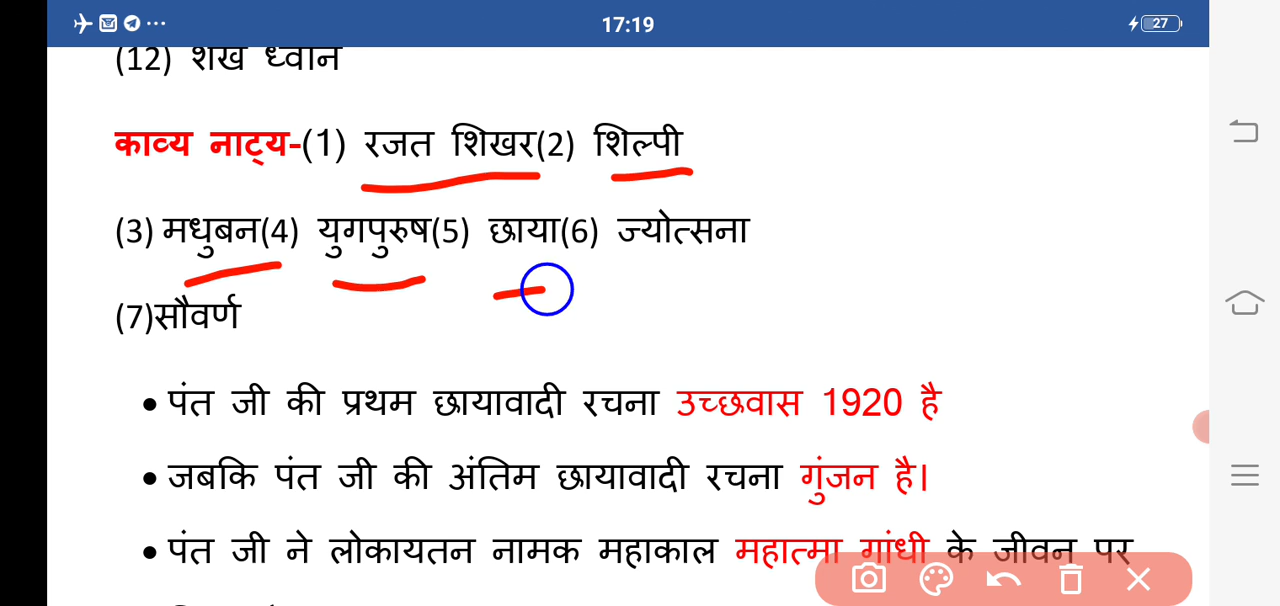 17:19
27
(12) शंख ध्वनि
काव्य नाट्य-(1) रजत शिखर(2) शिल्पी
(3) मधुबन(4) युगपुरुष(5) छाया(6) ज्योत्सना
(7)सौवर्ण
• पंत जी की प्रथम छायावादी रचना उच्छवास 1920 है
• जबकि पंत जी की अंतिम छायावादी रचना गुंजन है।
• पंत जी ने लोकायतन नामक महाकाल महात्मा गांधी के जीवन पर